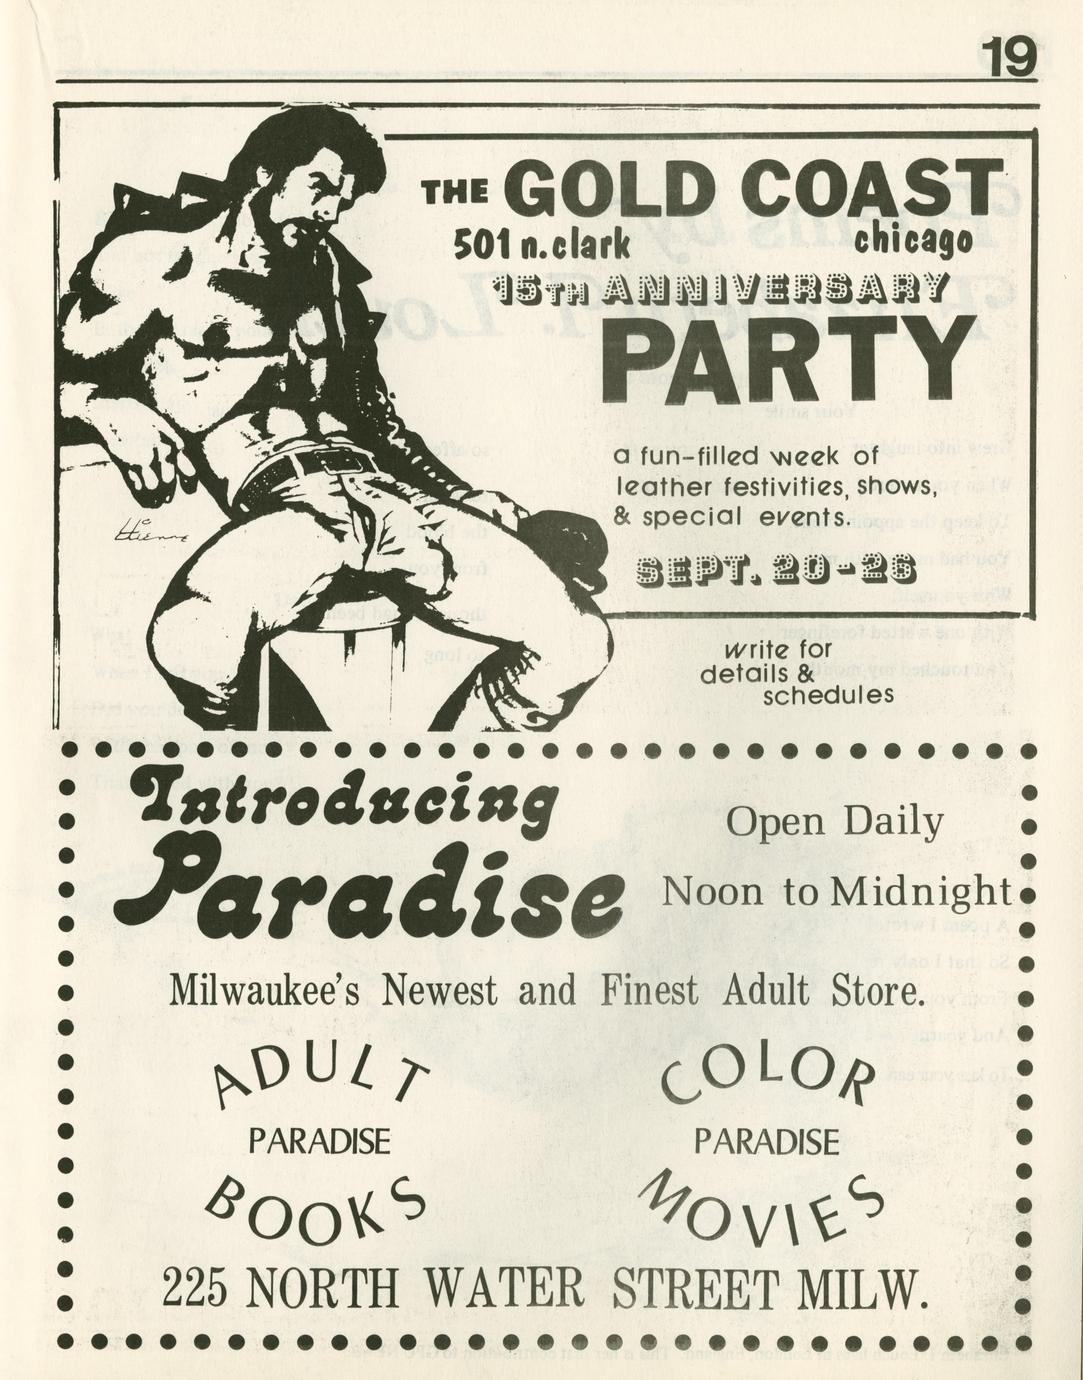 19
THE GOLD COAST
501 n. clark chicago
15TH ANNIVERSARY
PARTY
a fun-filled week of
leather festivities, shows,
& special events.
SEPT. 20-26
write for
details &
schedules
Etienne
Introducing
Paradise
Open Daily
Noon to Midnight
Milwaukee's Newest and Finest Adult Store.
ADULT
PARADISE
BOOKS
COLOR
PARADISE
MOVIES
225 NORTH WATER STREET MILW.